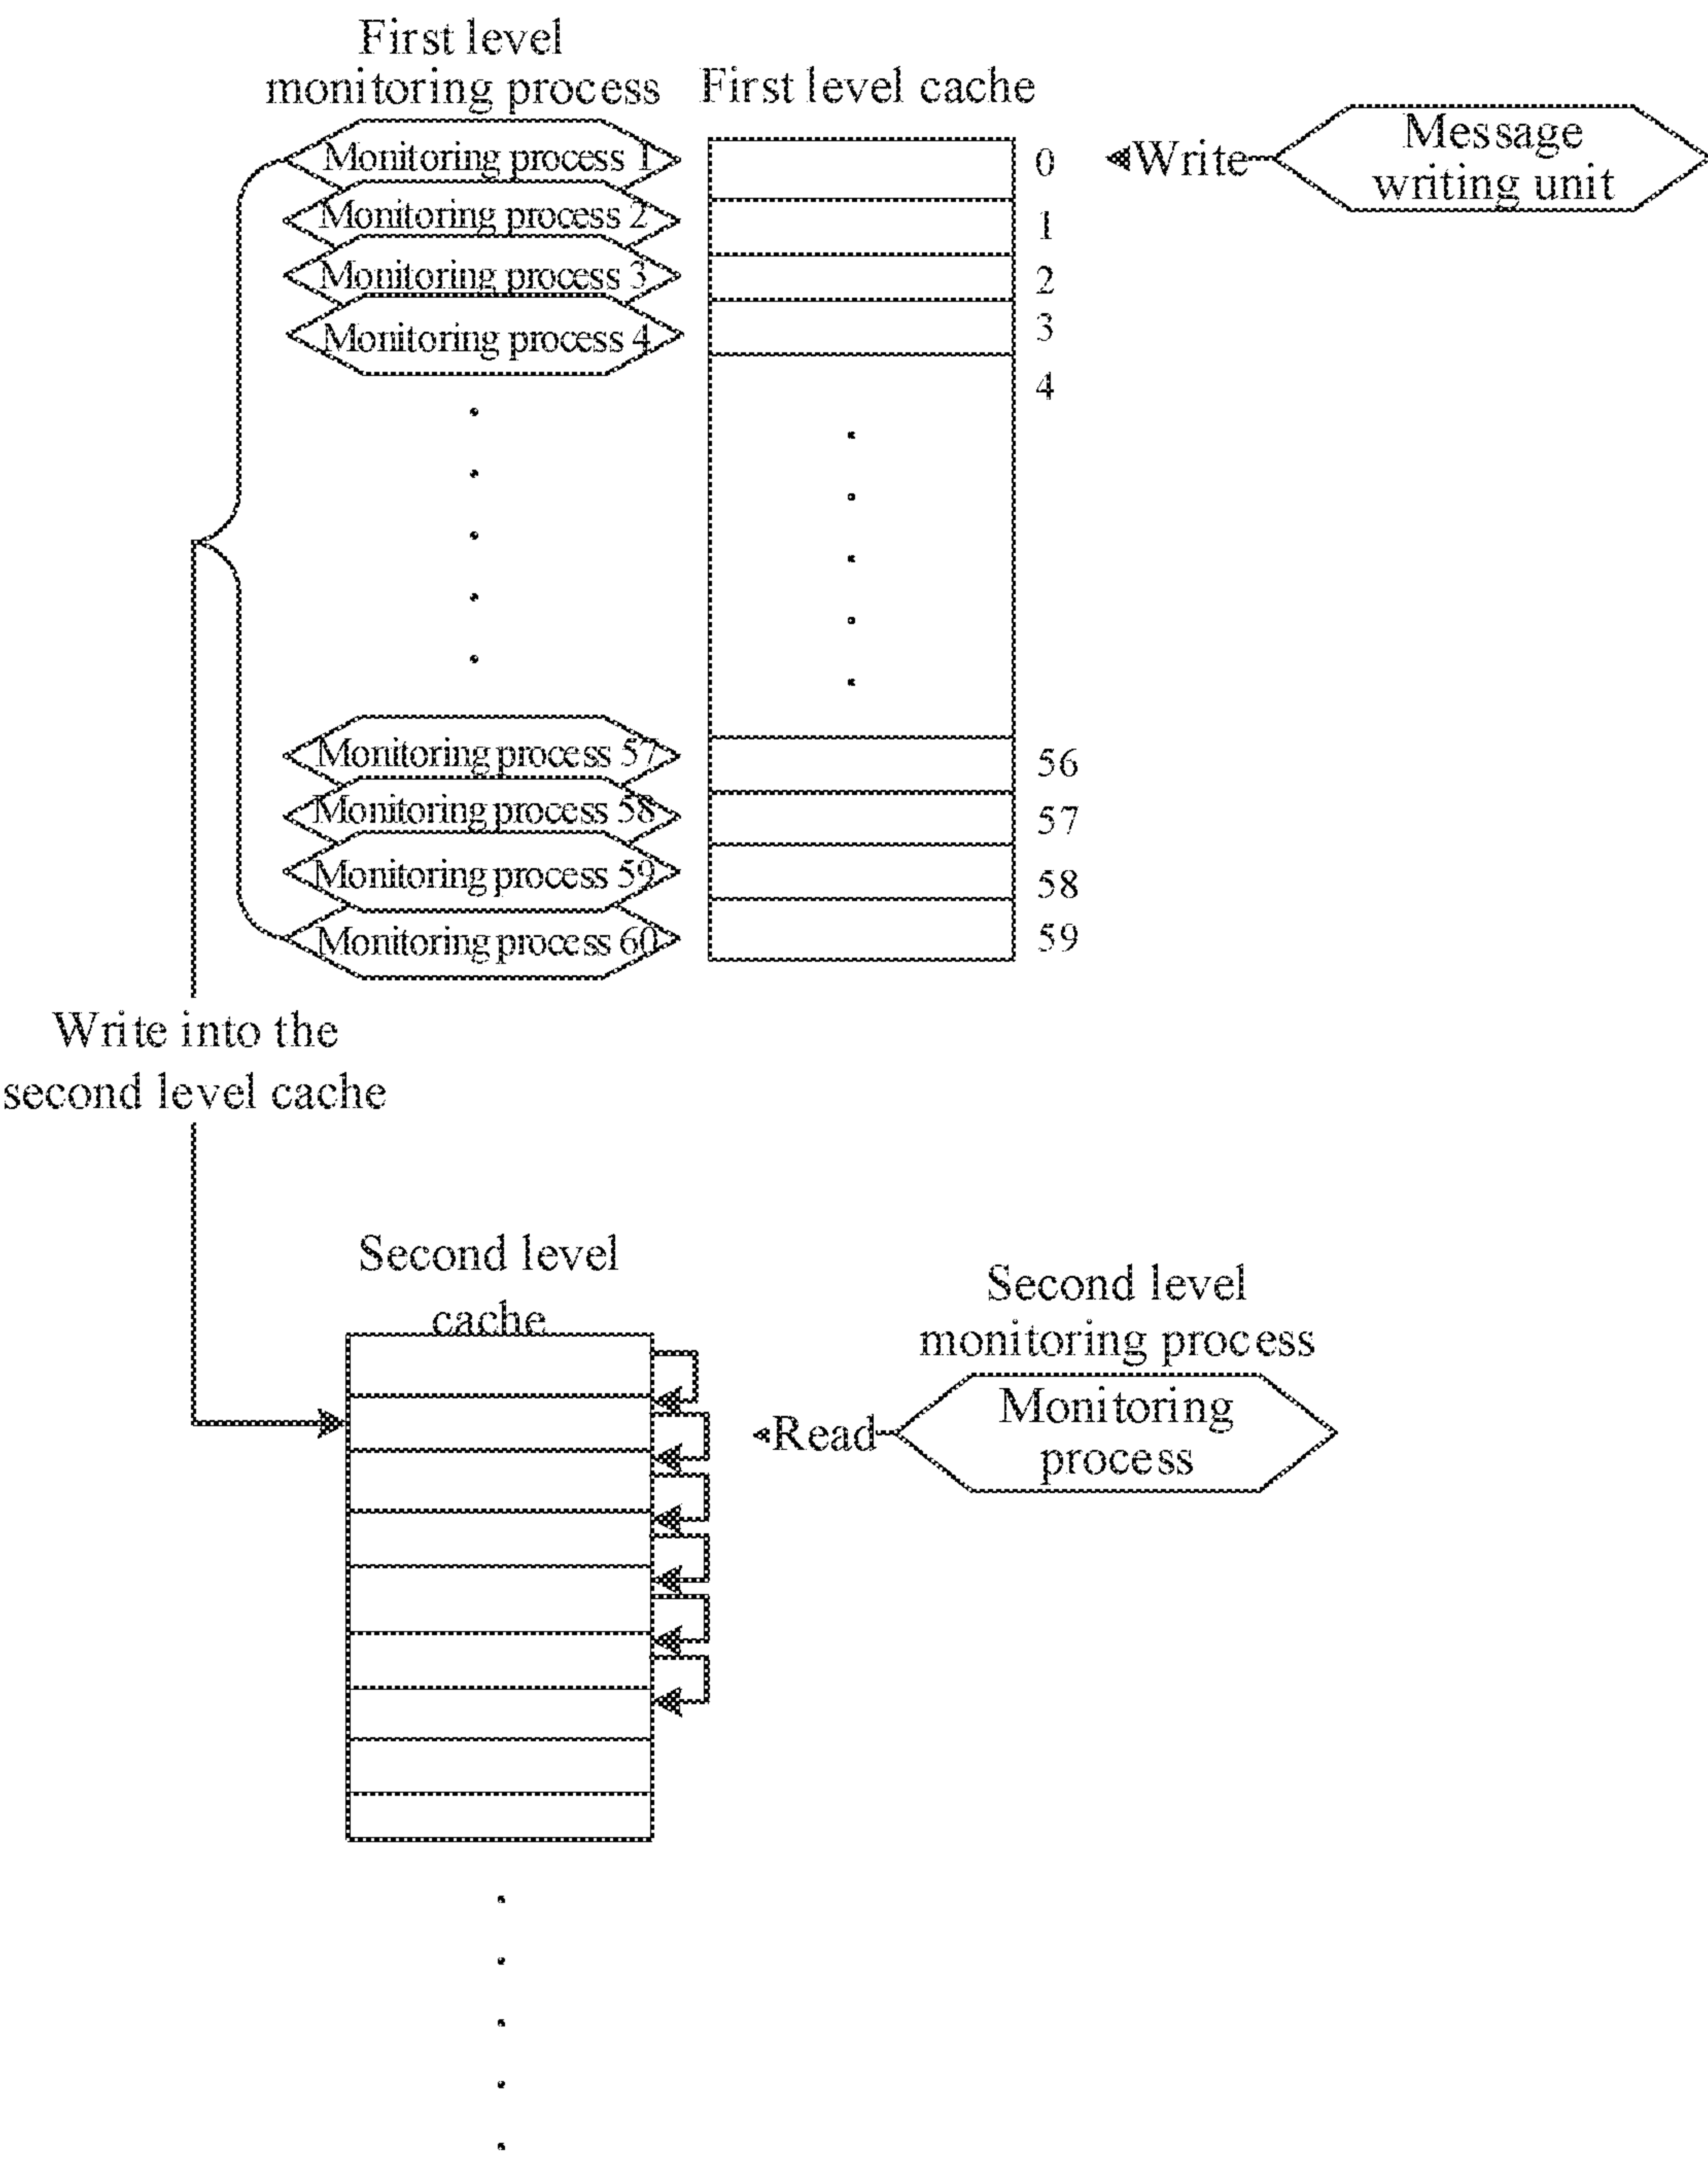 First level
monitoring process
First level cache
Monitoring process 1
0
Write
Message
writing unit
Monitoring process 2
1
Monitoring process 3
2
Monitoring process 4
3
4
Monitoring process 57
56
Monitoring process 58
57
Monitoring process 59
58
Monitoring process 60
59
Write into the
second level cache
Second level
cache
Second level
monitoring process
Read
Monitoring
process